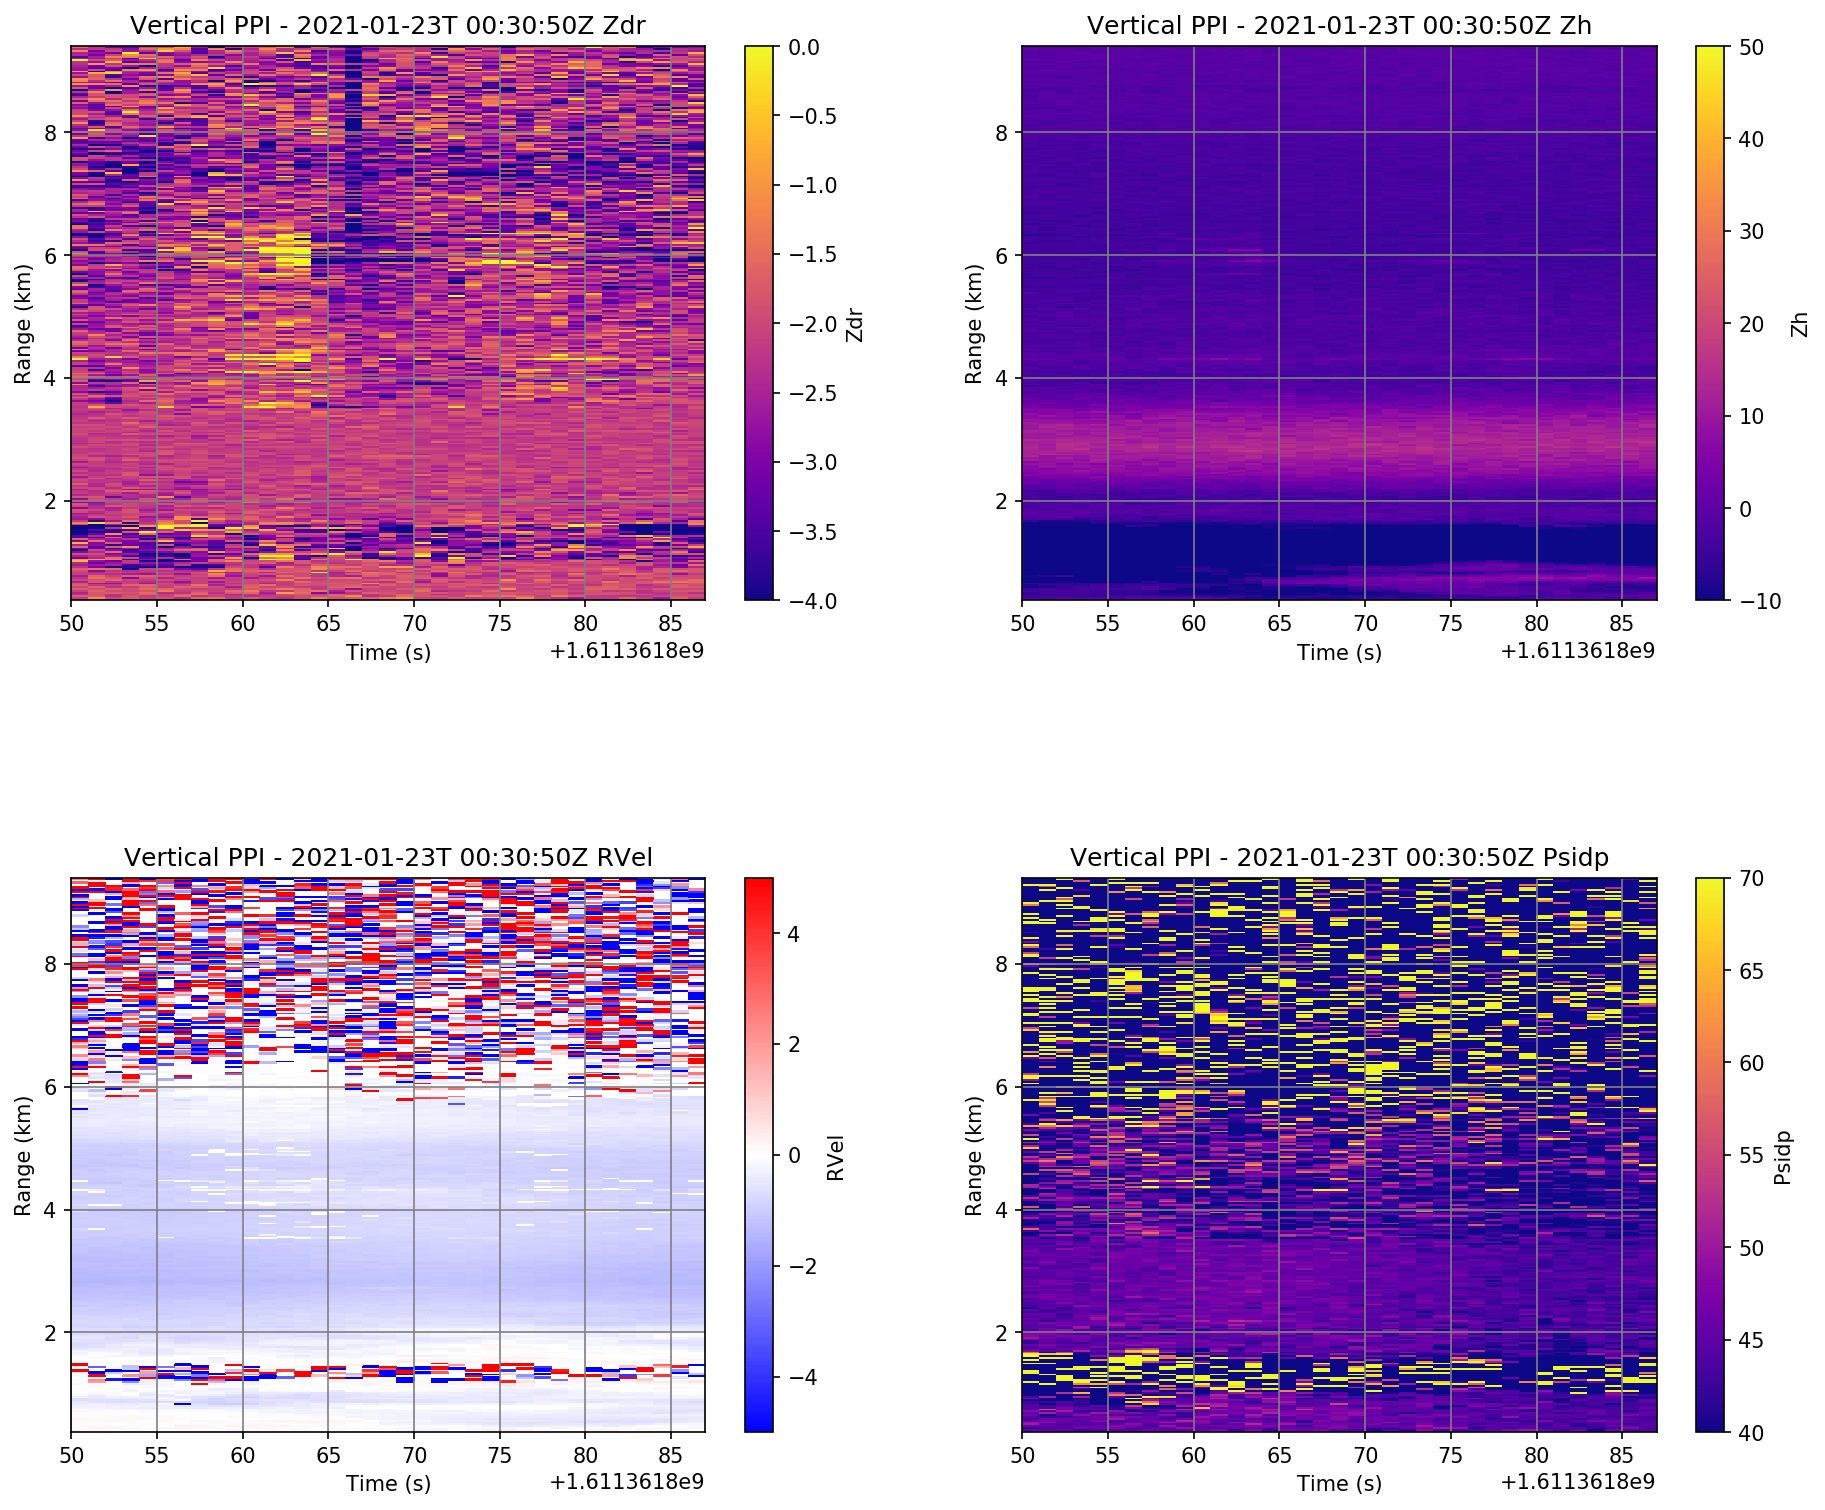 Vertical PPI - 2021-01-23T 00:30:50Z Zdr
8
6
4
2
Range (km)
50 55 60 65 70 75 80 85
Time (s)
+1.6113618e9
0.0
−0.5
−1.0
−1.5
−2.0
−2.5
−3.0
−3.5
−4.0
Zdr
Vertical PPI - 2021-01-23T 00:30:50Z Zh
8
6
4
2
Range (km)
50 55 60 65 70 75 80 85
Time (s)
+1.6113618e9
50
40
30
20
10
0
−10
Zh
Vertical PPI - 2021-01-23T 00:30:50Z RVel
8
6
4
2
Range (km)
50 55 60 65 70 75 80 85
Time (s)
+1.6113618e9
4
2
0
−2
−4
RVel
Vertical PPI - 2021-01-23T 00:30:50Z Psidp
8
6
4
2
Range (km)
50 55 60 65 70 75 80 85
Time (s)
+1.6113618e9
70
65
60
55
50
45
40
Psidp